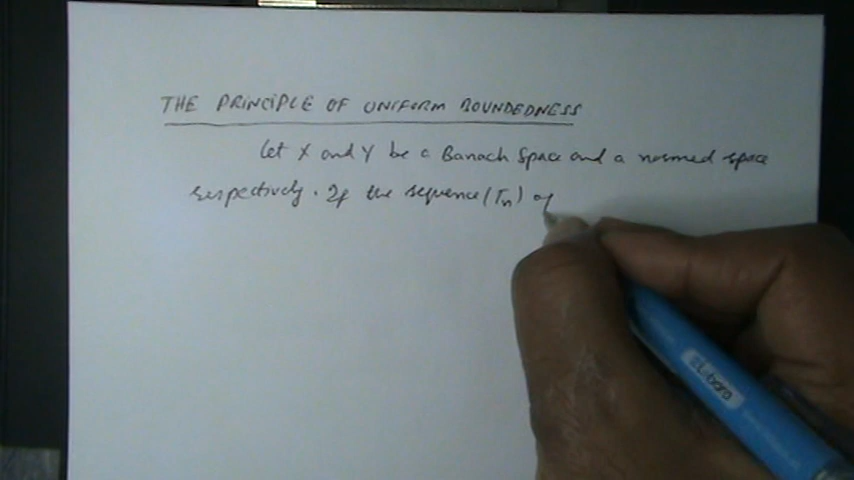 THE PRINCIPLE OF UNIFORM BOUNDEDNESS
Let X and Y be a Banach Space and a normed space
respectively. If the sequence (Tn) of